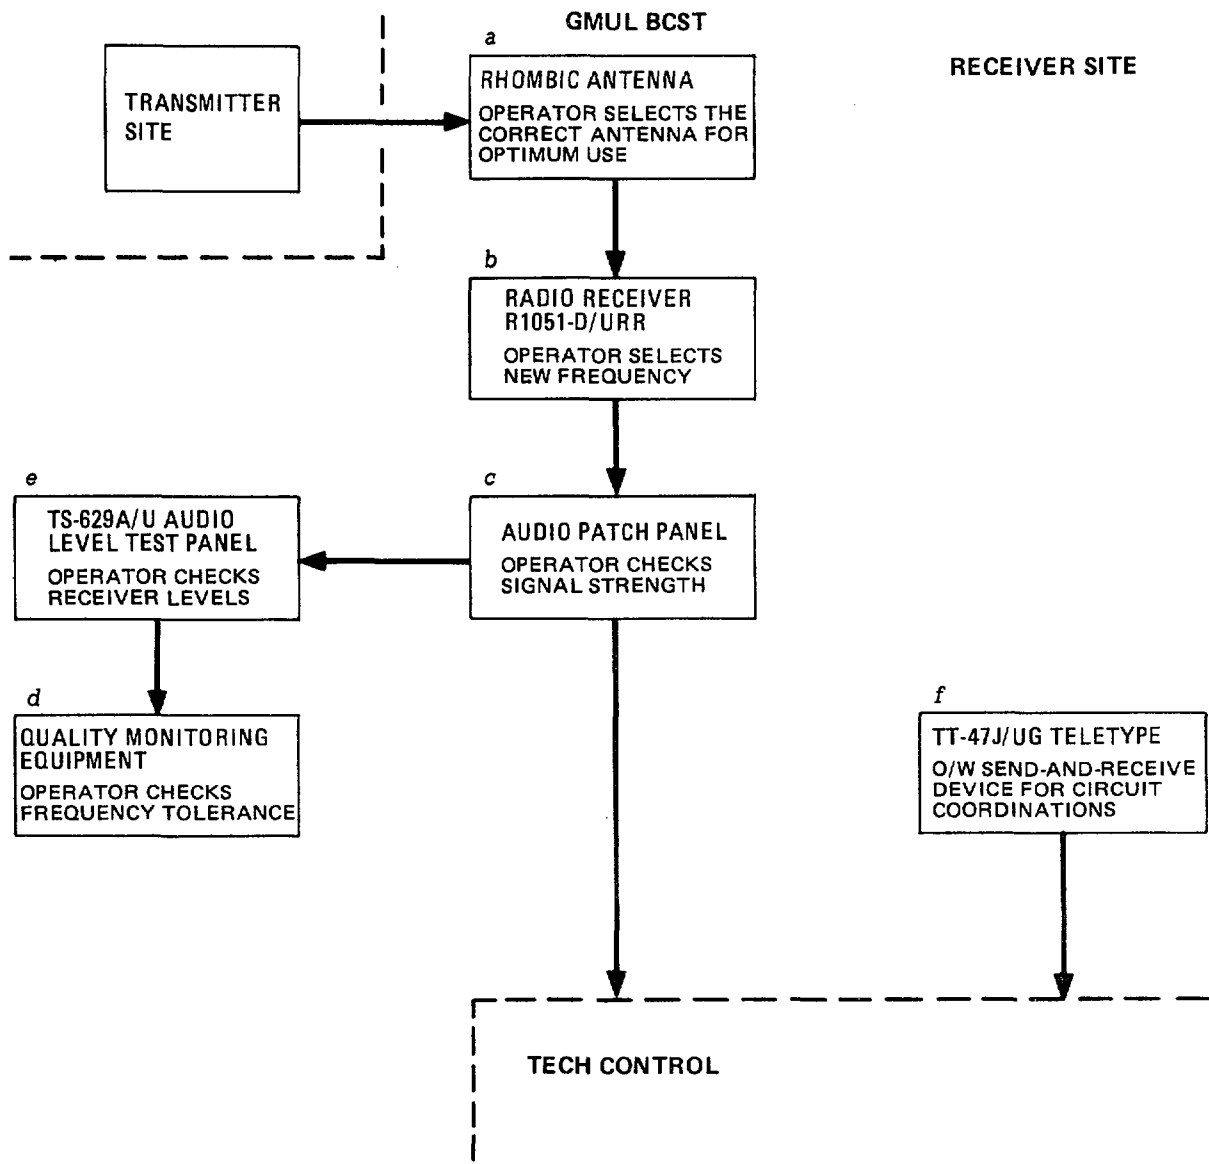 GMUL BCST
RECEIVER SITE
TRANSMITTER
SITE
a
RHOMBIC ANTENNA
OPERATOR SELECTS THE
CORRECT ANTENNA FOR
OPTIMUM USE
b
RADIO RECEIVER
R1051-D/URR
OPERATOR SELECTS
NEW FREQUENCY
e
TS-629A/U AUDIO
LEVEL TEST PANEL
OPERATOR CHECKS
RECEIVER LEVELS
c
AUDIO PATCH PANEL
OPERATOR CHECKS
SIGNAL STRENGTH
d
QUALITY MONITORING
EQUIPMENT
OPERATOR CHECKS
FREQUENCY TOLERANCE
f
TT-47J/UG TELETYPE
O/W SEND-AND-RECEIVE
DEVICE FOR CIRCUIT
COORDINATIONS
TECH CONTROL